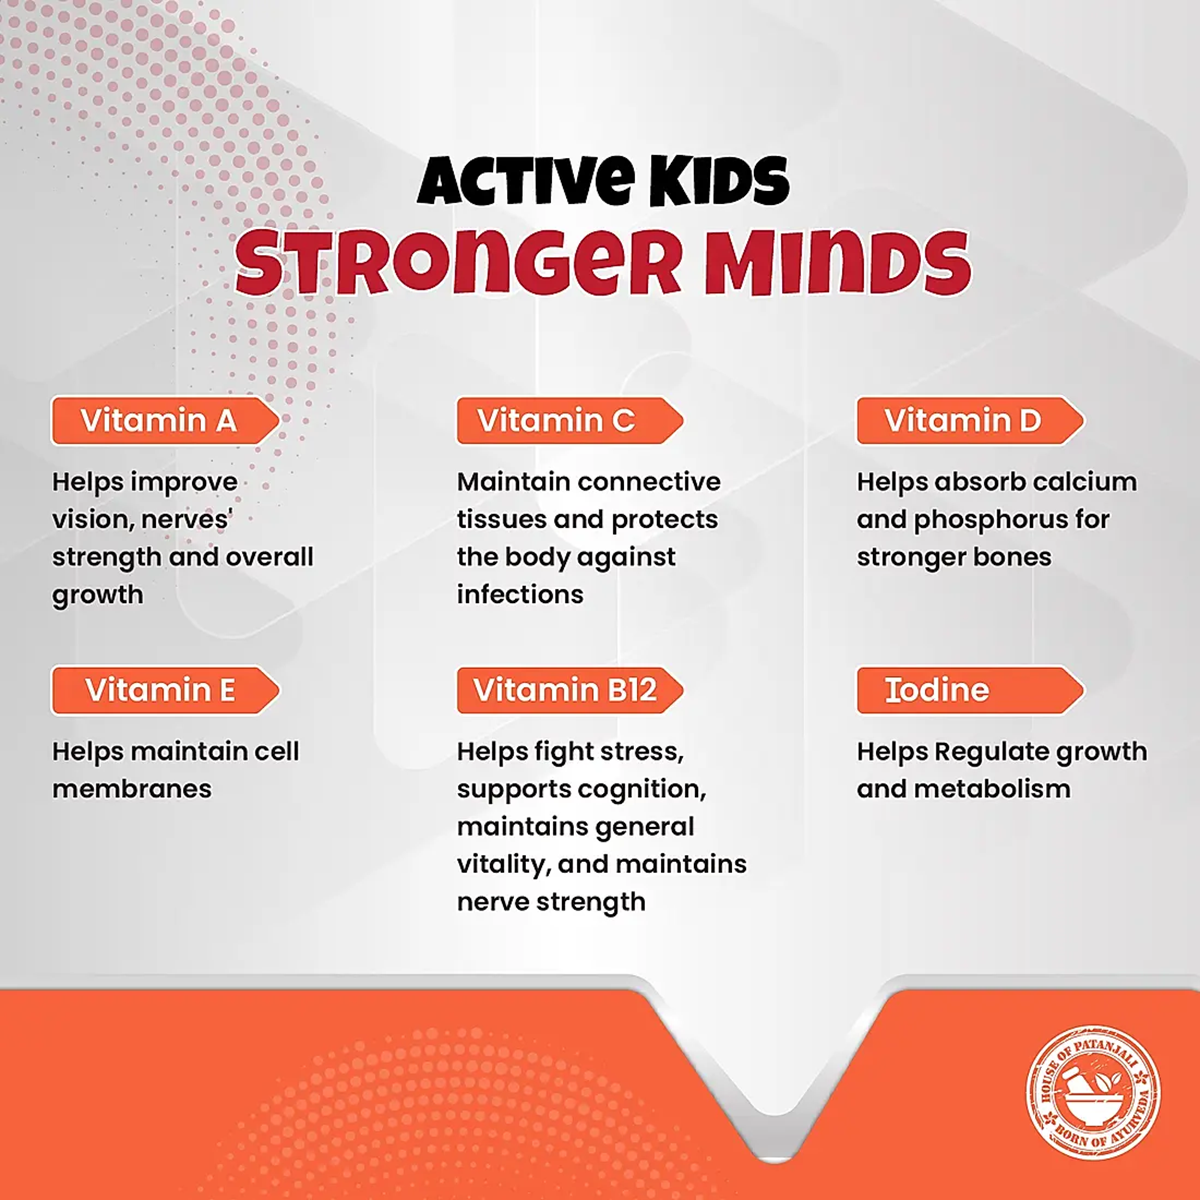 ACTIVe KIDS
STRONGER MINDS
Vitamin A
Helps improve
vision, nerves'
strength and overall
growth
Vitamin C
Maintain connective
tissues and protects
the body against
infections
Vitamin D
Helps absorb calcium
and phosphorus for
stronger bones
Vitamin E
Helps maintain cell
membranes
Vitamin B12
Helps fight stress,
supports cognition,
maintains general
vitality, and maintains
nerve strength
Iodine
Helps Regulate growth
and metabolism
HOUSE OF PATANJALI
BORN OF AYURVEDA